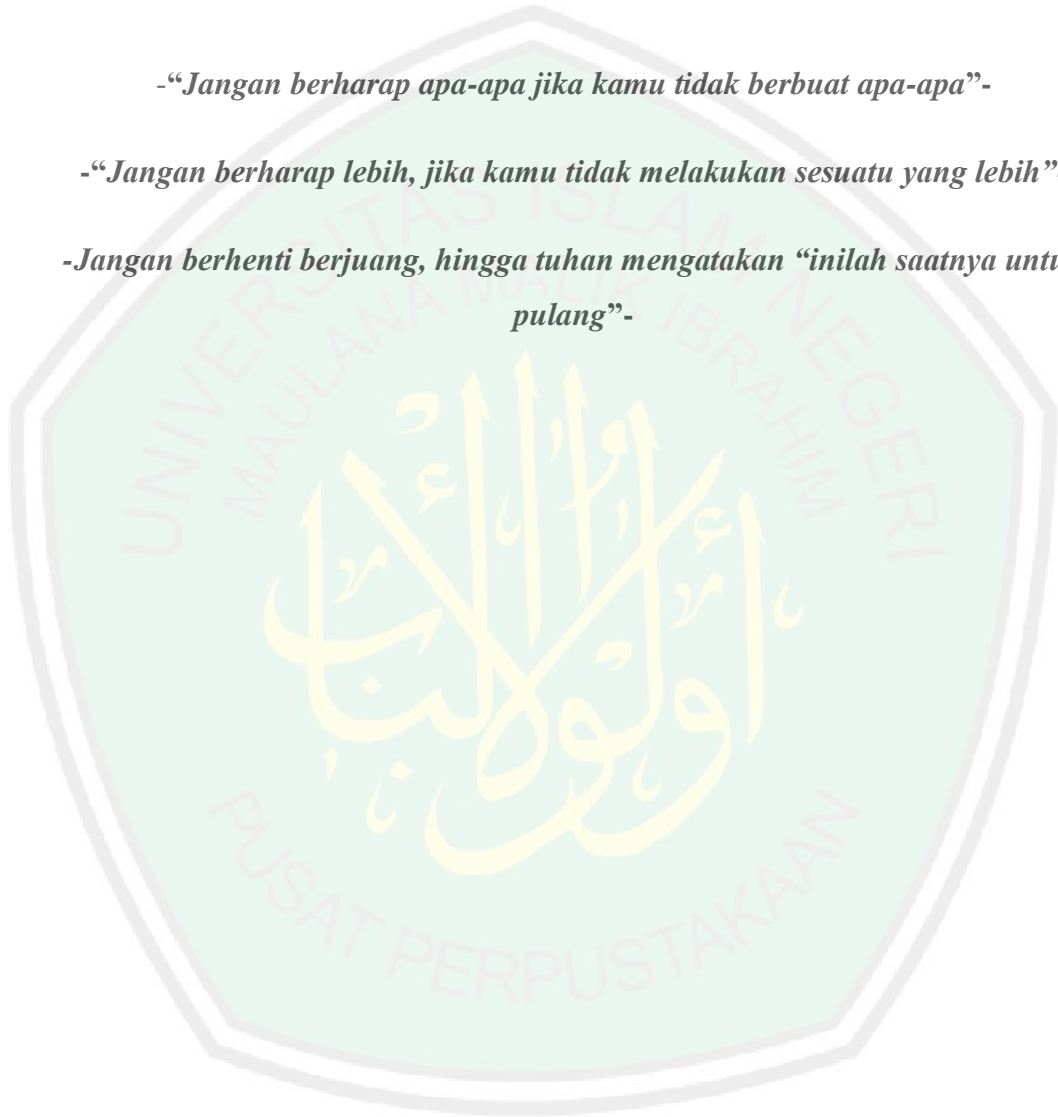 -“Jangan berharap apa-apa jika kamu tidak berbuat apa-apa”-
-“Jangan berharap lebih, jika kamu tidak melakukan sesuatu yang lebih”-
-Jangan berhenti berjuang, hingga tuhan mengatakan “inilah saatnya untu
pulang”-
UNIVERSITAS ISLAM NEGERI
MAULANA MALIK IBRAHIM
أولو الألباب
PUSAT PERPUSTAKAAN